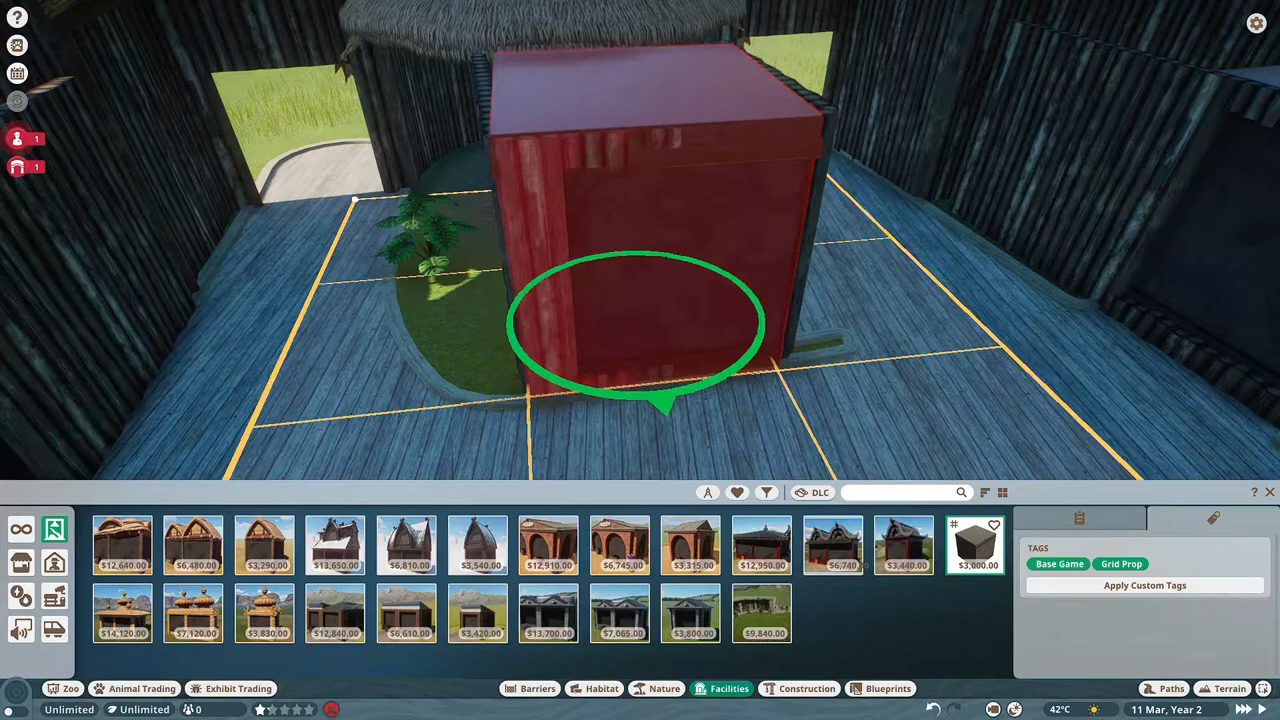 ?
1
1
DLC
? ×
$12,640.00 $6,480.00 $3,290.00 $13,650.00 $6,810.00 $3,540.00 $12,910.00 $6,745.00 $3,315.00 $12,950.00 $6,740.00 $3,440.00 $3,000.00
$14,120.00 $7,120.00 $3,830.00 $12,840.00 $6,610.00 $3,420.00 $13,700.00 $7,065.00 $3,800.00 $9,840.00
TAGS
Base Game Grid Prop
Apply Custom Tags
Zoo Animal Trading Exhibit Trading Barriers Habitat Nature Facilities Construction Blueprints Paths Terrain
Unlimited Unlimited 0 42°C 11 Mar, Year 2